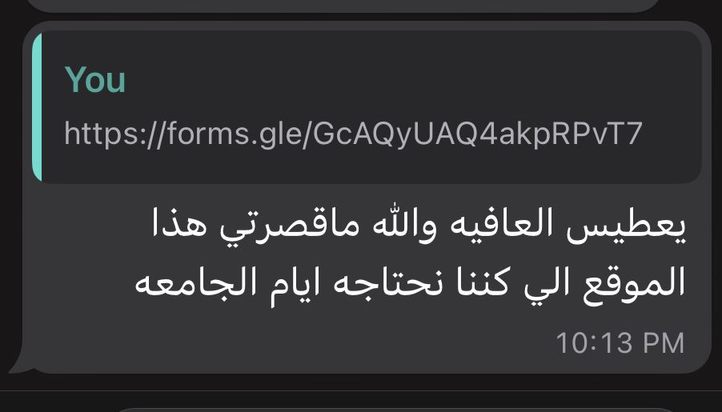 You
https://forms.gle/GcAQyUAQ4akpRPvT7
يعطيس العافيه والله ماقصرتي هذا
الموقع الي كننا نحتاجه ايام الجامعه
10:13 PM